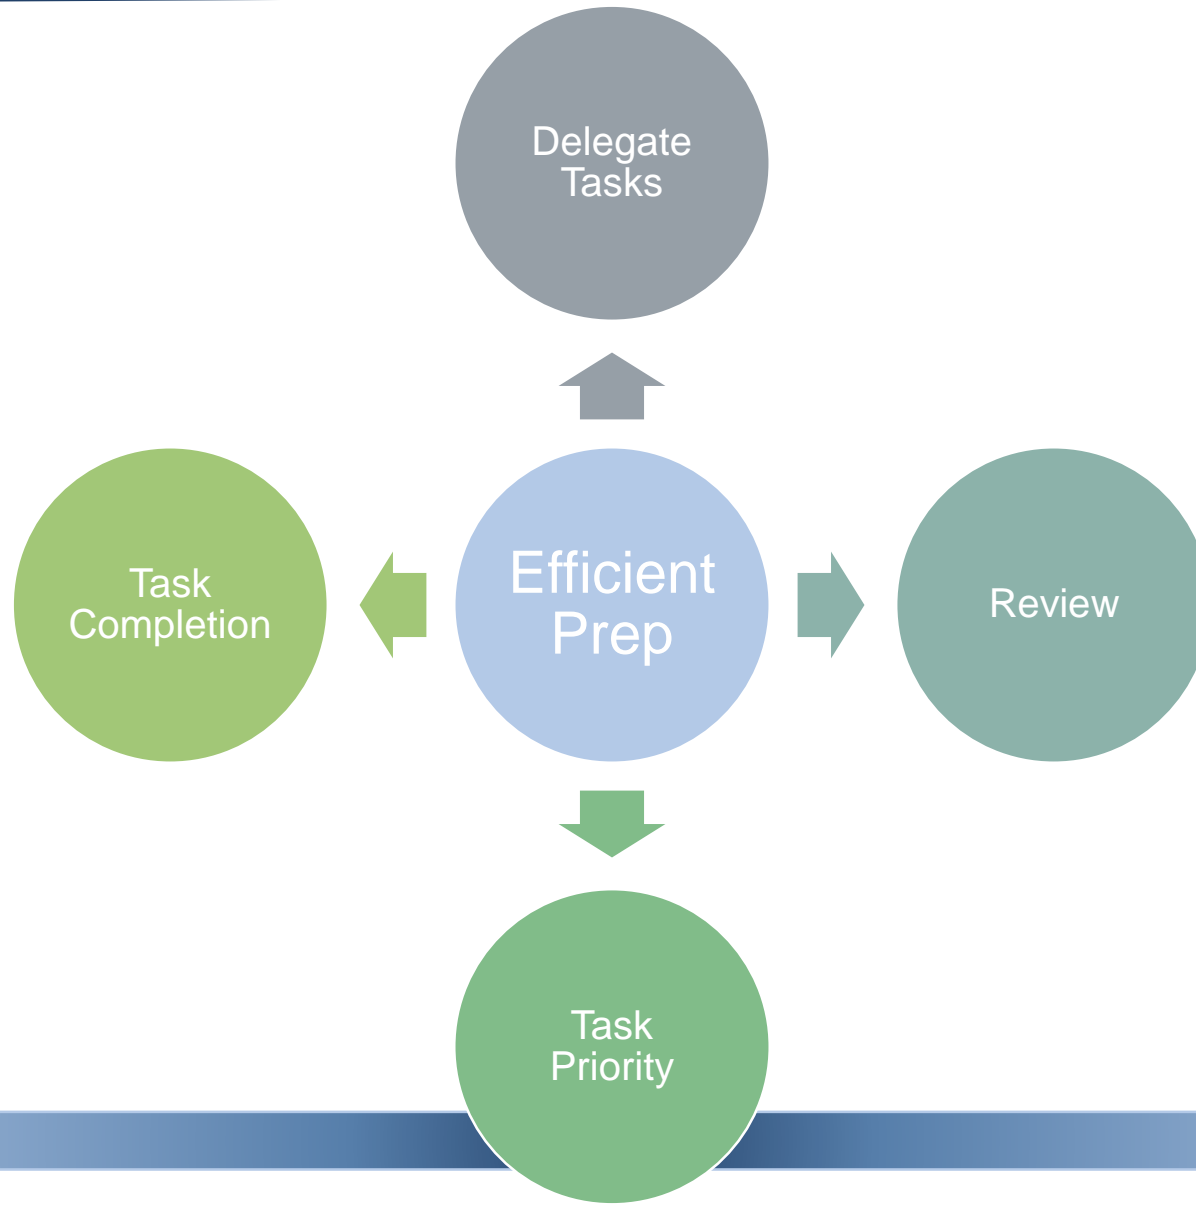 Delegate
Tasks
Task
Completion
Efficient
Prep
Review
Task
Priority